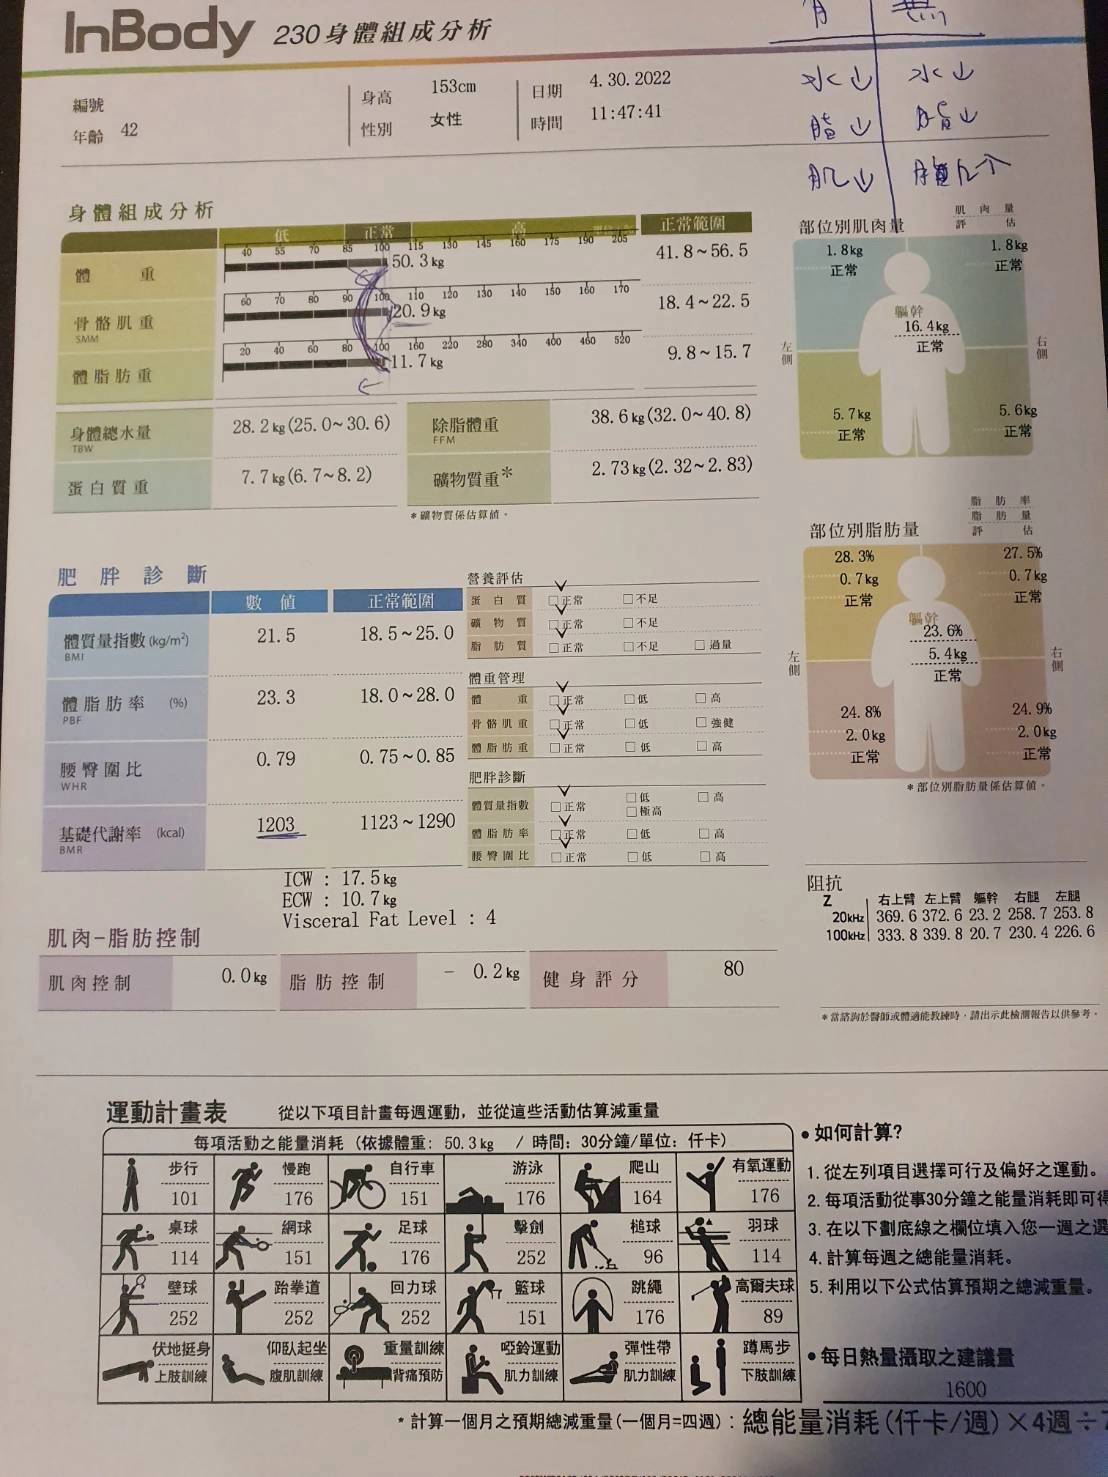 InBody 230身體組成分析
有 無
水↓ 水↓
脂↓ 脂↓
肌↓
編號
身高 153cm
日期 4.30.2022
年齡 42
性別 女性
時間 11:47:41
身體組成分析
低 正常 高 正常範圍
40 55 70 85 100 115 130 145 160 175 190 205
體重 50.3kg 41.8~56.5
60 70 80 90 100 110 120 130 140 150 160 170
骨骼肌重 20.9kg 18.4~22.5
SMM
20 40 60 80 100 160 220 280 340 400 460 520
體脂肪重 11.7kg 9.8~15.7
身體總水量 28.2kg(25.0~30.6) 除脂體重 38.6kg(32.0~40.8)
TBW FFM
蛋白質重 7.7kg(6.7~8.2) 礦物質重* 2.73kg(2.32~2.83)
*礦物質係估算值。
部位別肌肉量
肌肉量
評估
1.8kg 1.8kg
正常 正常
軀幹
16.4kg
正常
左側 右側
5.7kg 5.6kg
正常 正常
肥胖診斷
數值 正常範圍
體質量指數(kg/m²) 21.5 18.5~25.0
BMI
體脂肪率 (%) 23.3 18.0~28.0
PBF
腰臀圍比 0.79 0.75~0.85
WHR
基礎代謝率 (kcal) 1203 1123~1290
BMR
營養評估
蛋白質 □正常 □不足
礦物質 □正常 □不足
脂肪質 □正常 □不足 □過量
體重管理
體重 □正常 □低 □高
骨骼肌重 □正常 □低 □強健
體脂肪重 □正常 □低 □高
肥胖診斷
體質量指數 □正常 □低 □高
□極高
體脂肪率 □正常 □低 □高
腰臀圍比 □正常 □低 □高
部位別脂肪量
脂肪率
脂肪量
評估
28.3% 27.5%
0.7kg 0.7kg
正常 正常
軀幹
23.6%
5.4kg
正常
左側 右側
24.8% 24.9%
2.0kg 2.0kg
正常 正常
*部位別脂肪量係估算值。
ICW : 17.5kg
ECW : 10.7kg
Visceral Fat Level : 4
肌肉-脂肪控制
肌肉控制 0.0kg 脂肪控制 - 0.2kg 健身評分 80
阻抗
Z 右上臂 左上臂 軀幹 右腿 左腿
20kHz 369.6 372.6 23.2 258.7 253.8
100kHz 333.8 339.8 20.7 230.4 226.6
*當諮詢於醫師或體適能教練時，請出示此檢測報告以供參考。
運動計畫表 從以下項目計畫每週運動，並從這些活動估算減重量
每項活動之能量消耗 (依據體重: 50.3kg / 時間: 30分鐘/單位: 仟卡)
步行 慢跑 自行車 游泳 爬山 有氧運動
101 176 151 176 164 176
桌球 網球 足球 擊劍 槌球 羽球
114 151 176 252 96 114
壁球 跆拳道 回力球 籃球 跳繩 高爾夫球
252 252 252 151 176 89
伏地挺身 仰臥起坐 重量訓練 啞鈴運動 彈性帶 蹲馬步
上肢訓練 腹肌訓練 背痛預防 肌力訓練 肌力訓練 下肢訓練
•如何計算?
1.從左列項目選擇可行及偏好之運動。
2.每項活動從事30分鐘之能量消耗即可得
3.在以下劃底線之欄位填入您一週之選
4.計算每週之總能量消耗。
5.利用以下公式估算預期之總減重量。
•每日熱量攝取之建議量
1600
*計算一個月之預期總減重量(一個月=四週)：總能量消耗(仟卡/週)×4週÷7